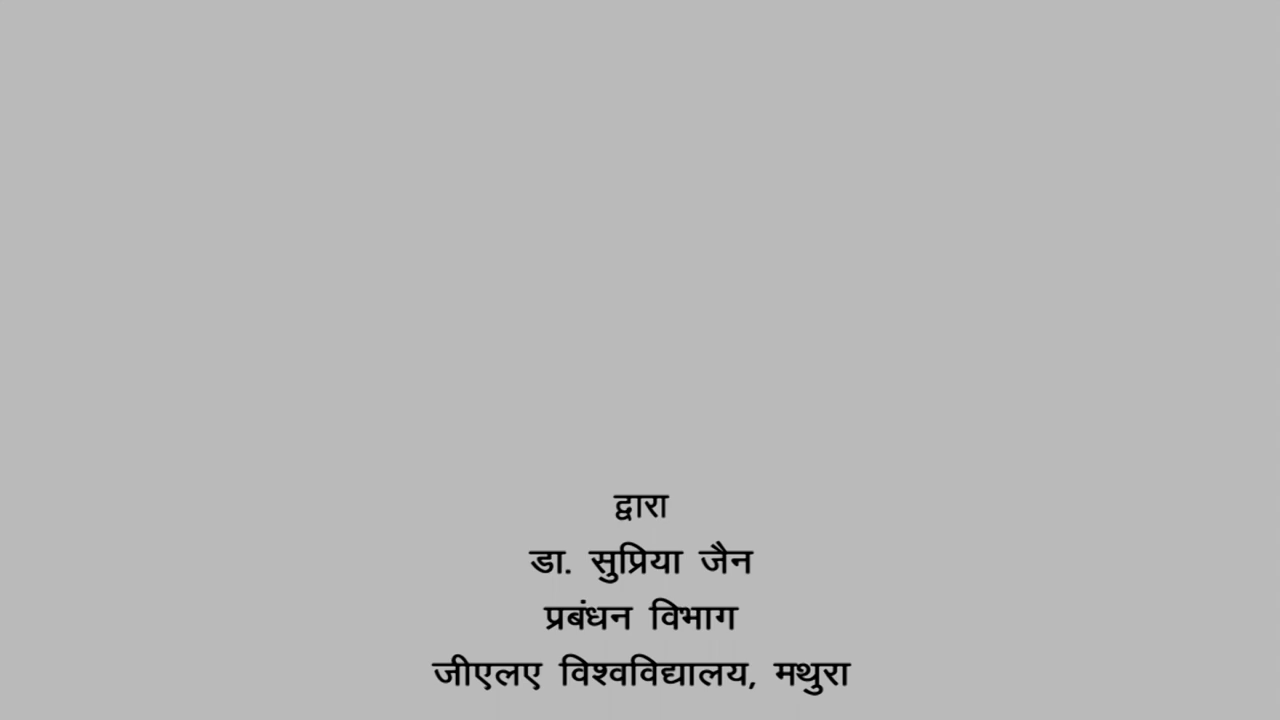 द्वारा
डा. सुप्रिया जैन
प्रबंधन विभाग
जीएलए विश्वविद्यालय, मथुरा